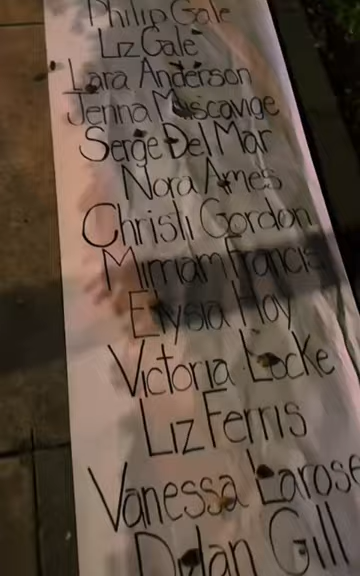 Philip Gale
Liz Gale
Lara Anderson
Jenna Miscavige
Serge Del Mar
Nora Ames
Christi Gordon
Mirriam Francis
Elysia Hoy
Victoria Locke
Liz Ferris
Vanessa Larose
Dylan Gill